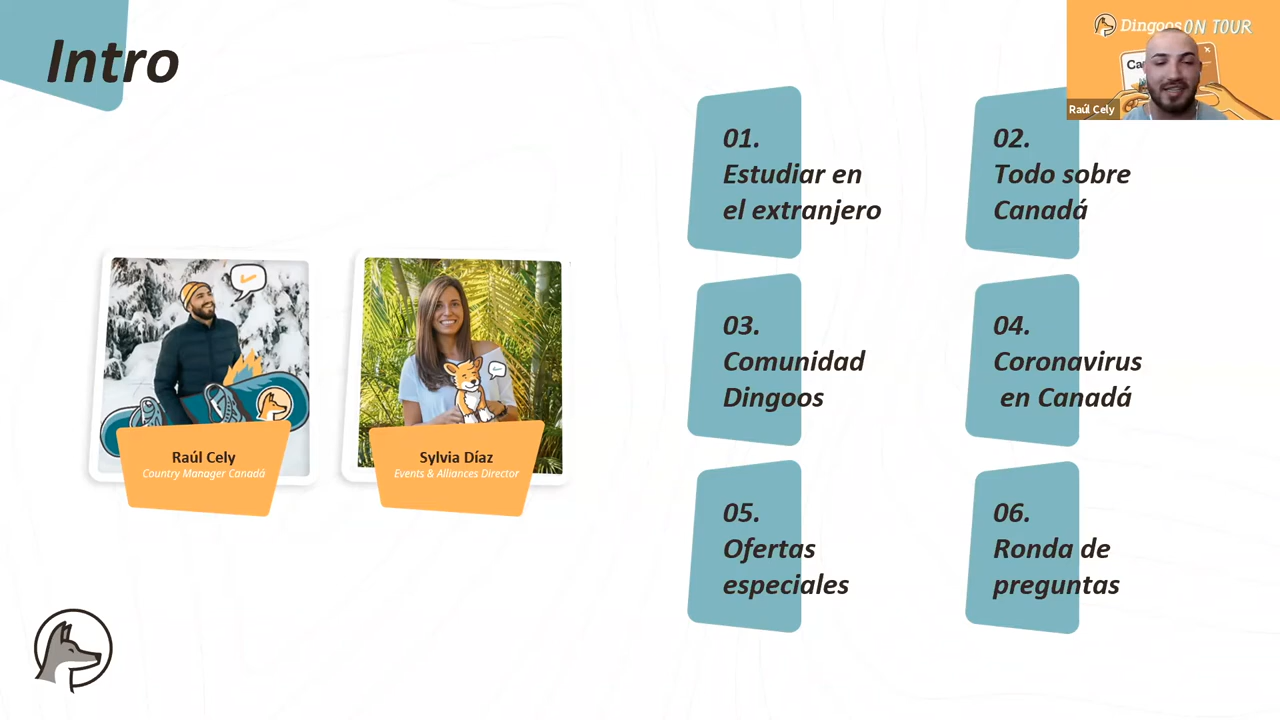 Intro
Dingoos ON TOUR
Ca
Raúl Cely
01.
Estudiar en
el extranjero
02.
Todo sobre
Canadá
03.
Comunidad
Dingoos
04.
Coronavirus
en Canadá
05.
Ofertas
especiales
06.
Ronda de
preguntas
Raúl Cely
Country Manager Canadá
Sylvia Díaz
Events & Alliances Director